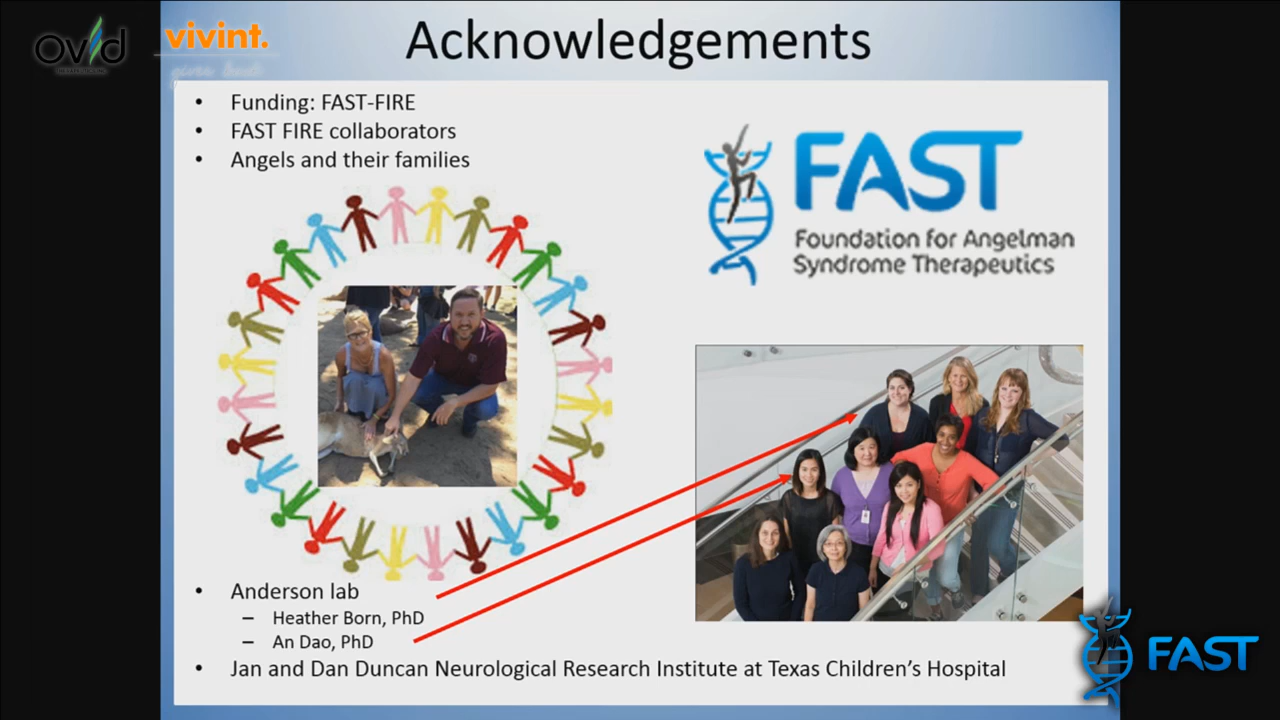 ovid
vivint.
gives back
Acknowledgements
• Funding: FAST-FIRE
• FAST FIRE collaborators
• Angels and their families
FAST
Foundation for Angelman
Syndrome Therapeutics
• Anderson lab
– Heather Born, PhD
– An Dao, PhD
• Jan and Dan Duncan Neurological Research Institute at Texas Children's Hospital
FAST